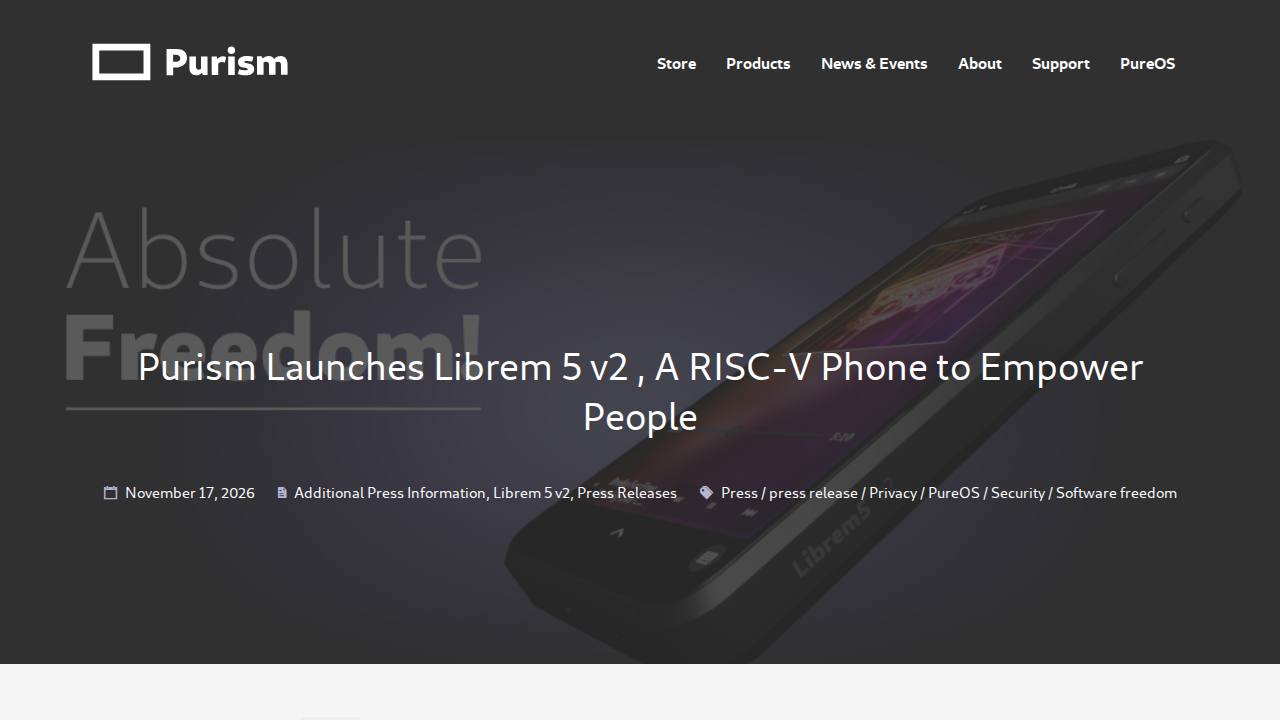 Purism
Store Products News & Events About Support PureOS
Absolute
Freedom!
Purism Launches Librem 5 v2 , A RISC-V Phone to Empower
People
November 17, 2026 Additional Press Information, Librem 5 v2, Press Releases Press / press release / Privacy / PureOS / Security / Software freedom
Librem5